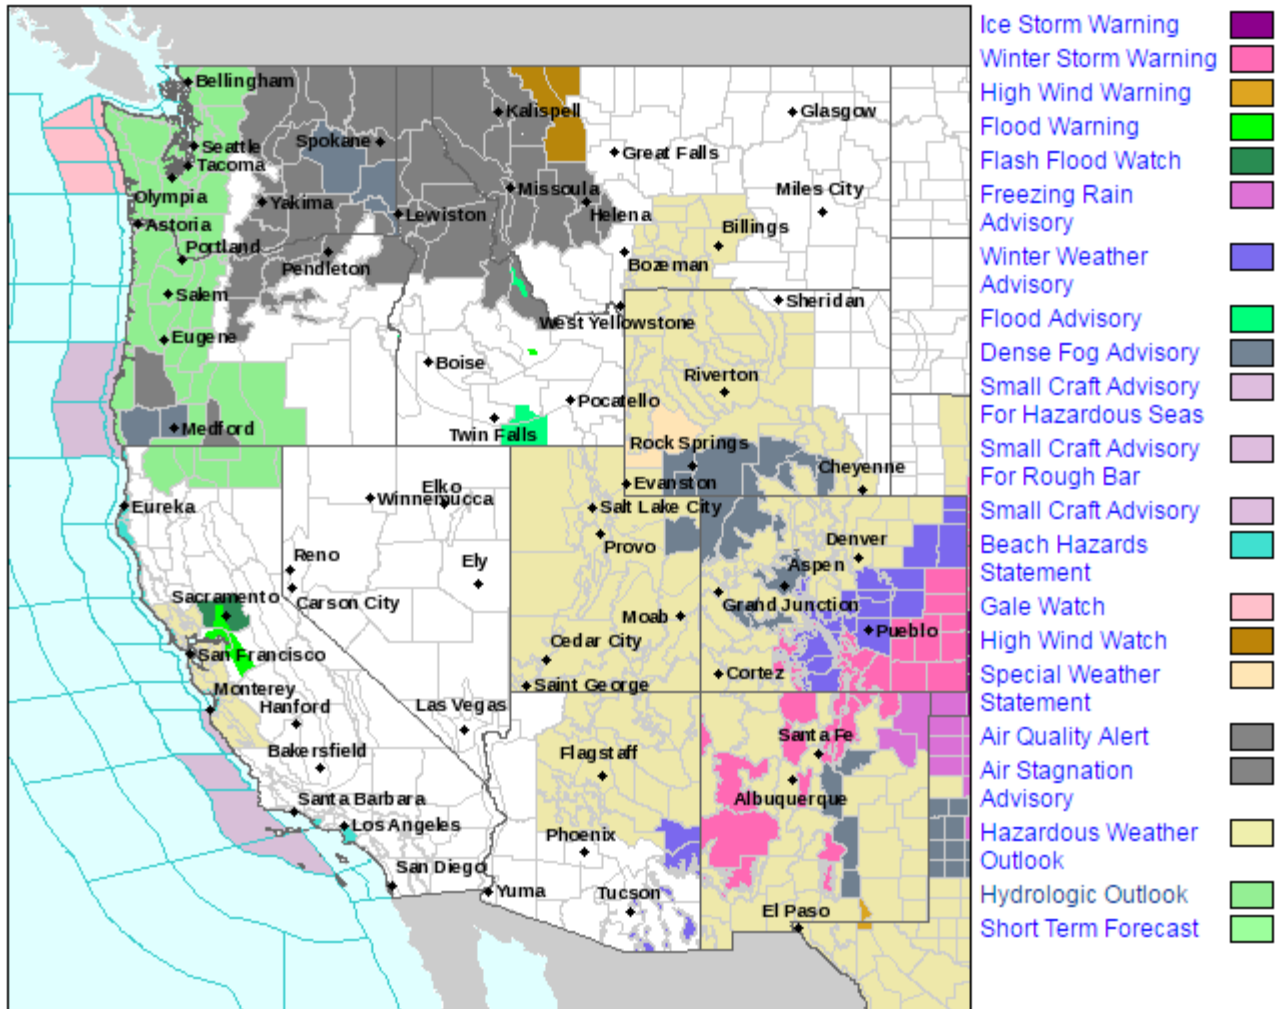 Bellingham
Kalispell
Glasgow
Spokane
Seattle
Great Falls
Tacoma
Missoula
Miles City
Olympia
Yakima
Lewiston
Helena
Astoria
Billings
Portland
Pendleton
Bozeman
Salem
Sheridan
West Yellowstone
Eugene
Boise
Riverton
Pocatello
Medford
Twin Falls
Rock Springs
Cheyenne
Evanston
Elko
Winnemucca
Eureka
Salt Lake City
Provo
Denver
Reno
Ely
Aspen
Sacramento
Carson City
Grand Junction
Moab
Pueblo
Cedar City
San Francisco
Cortez
Saint George
Monterey
Hanford
Las Vegas
Santa Fe
Bakersfield
Flagstaff
Santa Barbara
Albuquerque
Los Angeles
Phoenix
San Diego
Yuma
Tucson
El Paso
Ice Storm Warning
Winter Storm Warning
High Wind Warning
Flood Warning
Flash Flood Watch
Freezing Rain
Advisory
Winter Weather
Advisory
Flood Advisory
Dense Fog Advisory
Small Craft Advisory
For Hazardous Seas
Small Craft Advisory
For Rough Bar
Small Craft Advisory
Beach Hazards
Statement
Gale Watch
High Wind Watch
Special Weather
Statement
Air Quality Alert
Air Stagnation
Advisory
Hazardous Weather
Outlook
Hydrologic Outlook
Short Term Forecast